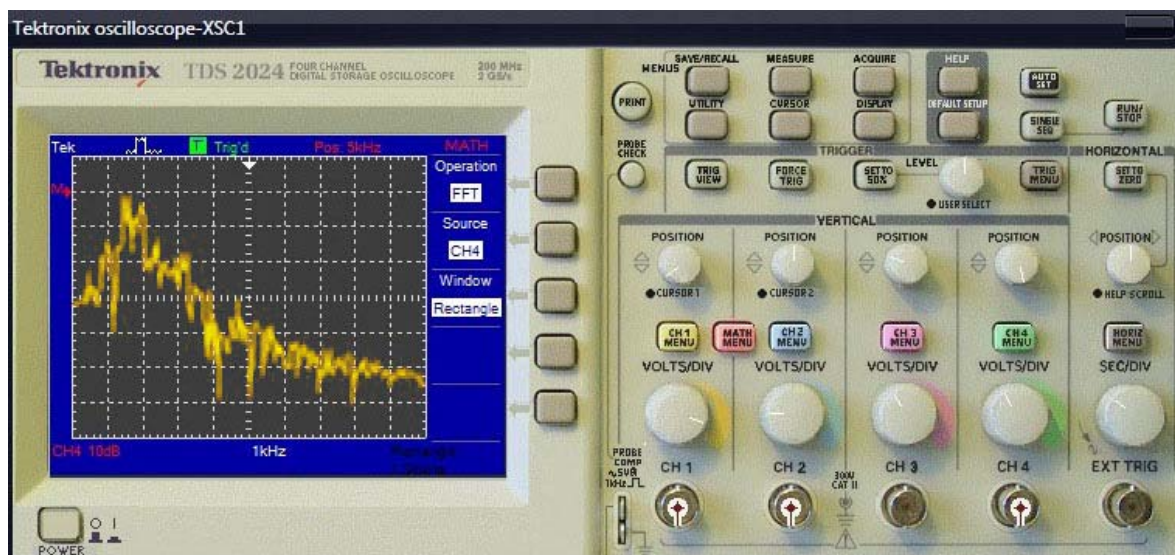 Tektronix oscilloscope-XSC1
Tektronix TDS 2024 FOUR CHANNEL DIGITAL STORAGE OSCILLOSCOPE 200 MHz 2 GS/s
Tek T Trig'd Pos: 5kHz MATH
M
Operation
FFT
Source
CH4
Window
Rectangle
CH4 10dB 1kHz
POWER
MENUS
SAVE/RECALL MEASURE ACQUIRE
PRINT
UTILITY CURSOR DISPLAY
HELP
DEFAULT SETUP
AUTO SET
SINGLE SEQ
RUN/STOP
PROBE CHECK
TRIGGER
TRIG VIEW
FORCE TRIG
SET TO 50%
LEVEL
USER SELECT
TRIG MENU
HORIZONTAL
SET TO ZERO
VERTICAL
POSITION POSITION POSITION POSITION POSITION
CURSOR 1 CURSOR 2 HELP SCROLL
CH 1 MENU
MATH MENU
CH 2 MENU
CH 3 MENU
CH 4 MENU
HORIZ MENU
VOLTS/DIV VOLTS/DIV VOLTS/DIV VOLTS/DIV SEC/DIV
PROBE COMP
~5V@
1kHz
CH 1 CH 2 CH 3 CH 4 EXT TRIG
300V
CAT II